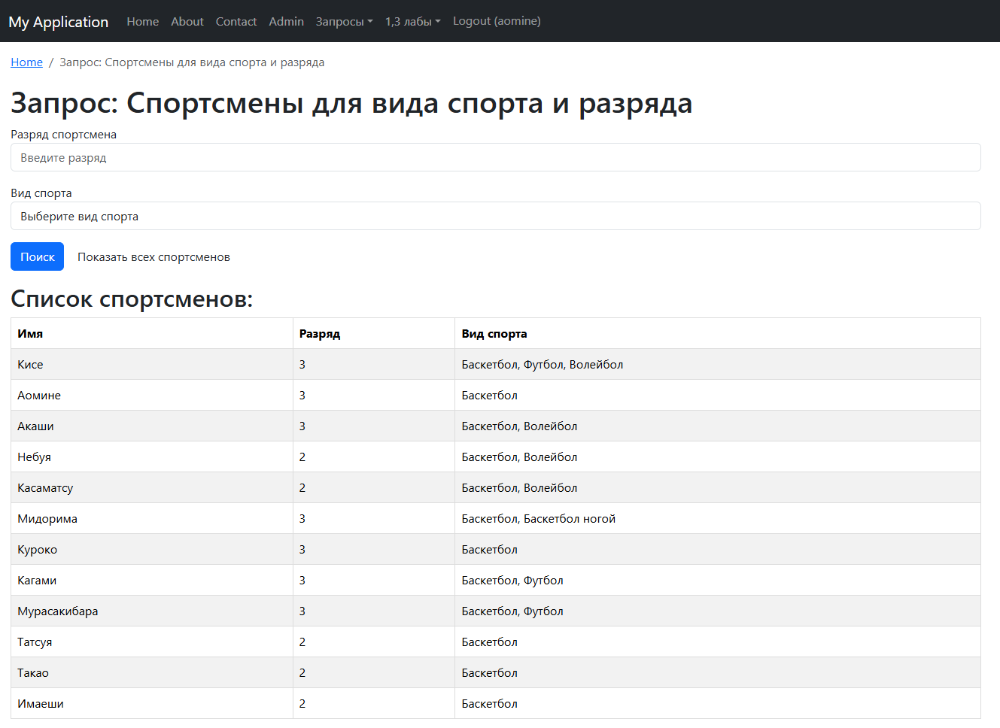 My Application Home About Contact Admin Запросы 1,3 лабы Logout (aomine)
Home / Запрос: Спортсмены для вида спорта и разряда
Запрос: Спортсмены для вида спорта и разряда
Разряд спортсмена
Введите разряд
Вид спорта
Выберите вид спорта
Поиск Показать всех спортсменов
Список спортсменов:
Имя Разряд Вид спорта
Кисе 3 Баскетбол, Футбол, Волейбол
Аомине 3 Баскетбол
Акаши 3 Баскетбол, Волейбол
Небуя 2 Баскетбол, Волейбол
Касаматсу 2 Баскетбол, Волейбол
Мидорима 3 Баскетбол, Баскетбол ногой
Куроко 3 Баскетбол
Кагами 3 Баскетбол, Футбол
Мурасакибара 3 Баскетбол, Футбол
Татсуя 2 Баскетбол
Такао 2 Баскетбол
Имаеши 2 Баскетбол